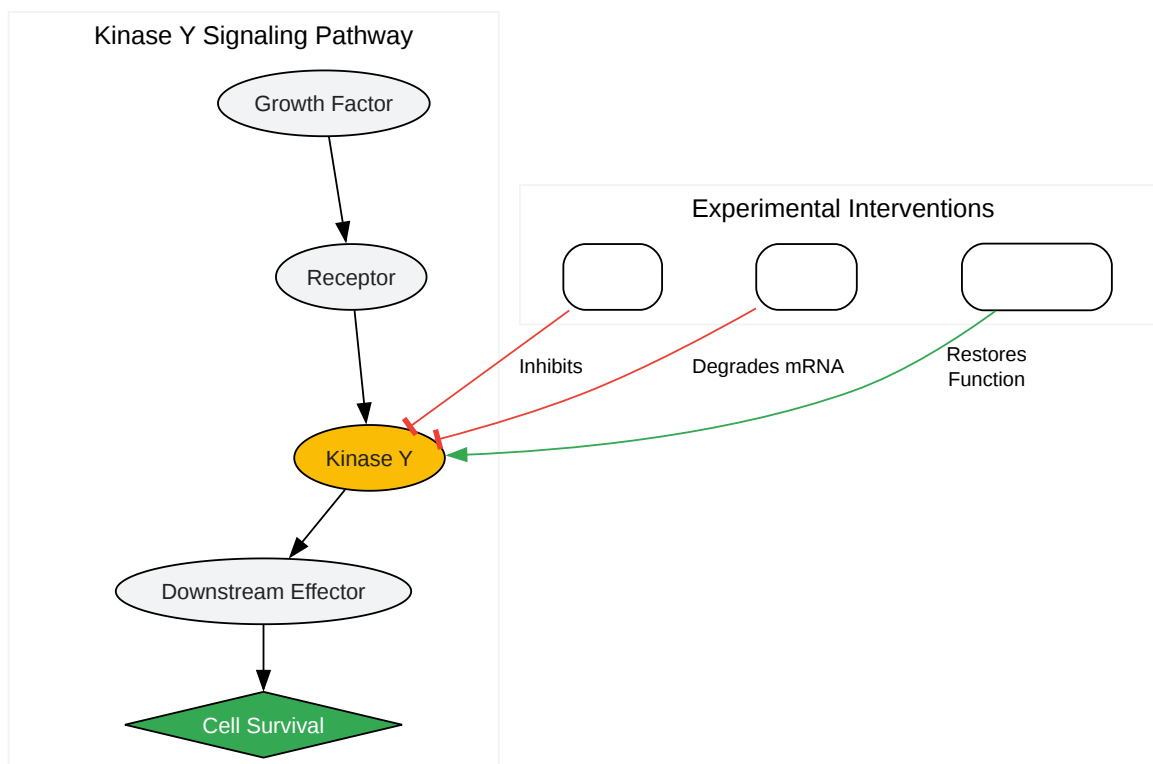 Kinase Y Signaling Pathway
Growth Factor
Experimental Interventions
Receptor
Inhibits
Degrades mRNA
Restores
Function
Kinase Y
Downstream Effector
Cell Survival